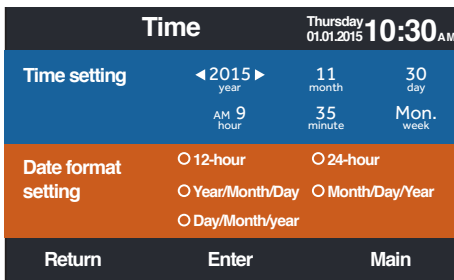 Time
Thursday
01.01.2015
10:30 AM
Time setting
2015 11 30
year month day
AM 9 35 Mon.
hour minute week
Date format
setting
12-hour 24-hour
Year/Month/Day Month/Day/Year
Day/Month/year
Return Enter Main